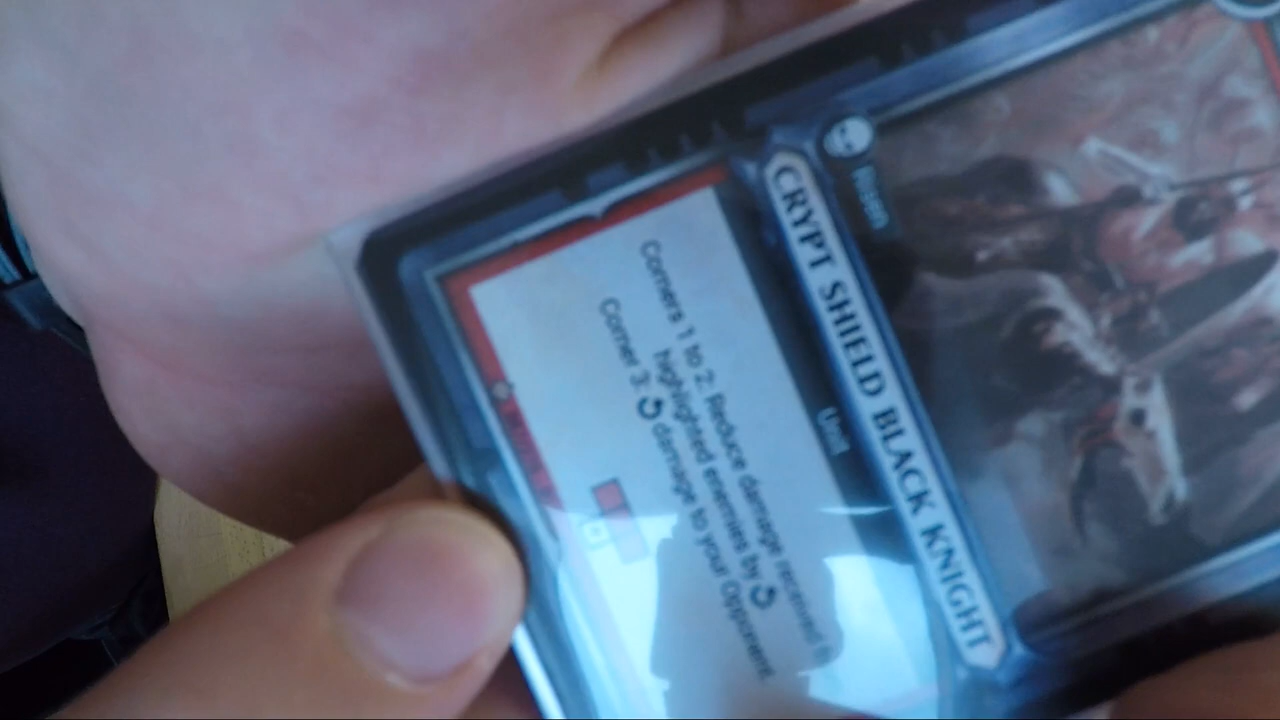 Risen
CRYPT SHIELD BLACK KNIGHT
Unit
Corners 1 to 2: Reduce damage received
highlighted enemies by
Corner 3: damage to your Opponent